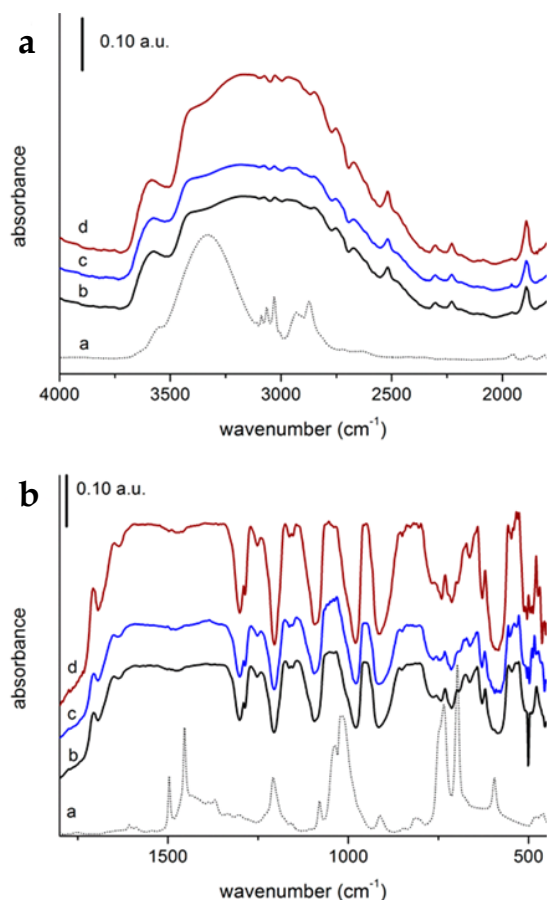 a
0.10 a.u.
absorbance
d
c
b
a
4000 3500 3000 2500 2000
wavenumber (cm⁻¹)
b
0.10 a.u.
absorbance
d
c
b
a
1500 1000 500
wavenumber (cm⁻¹)